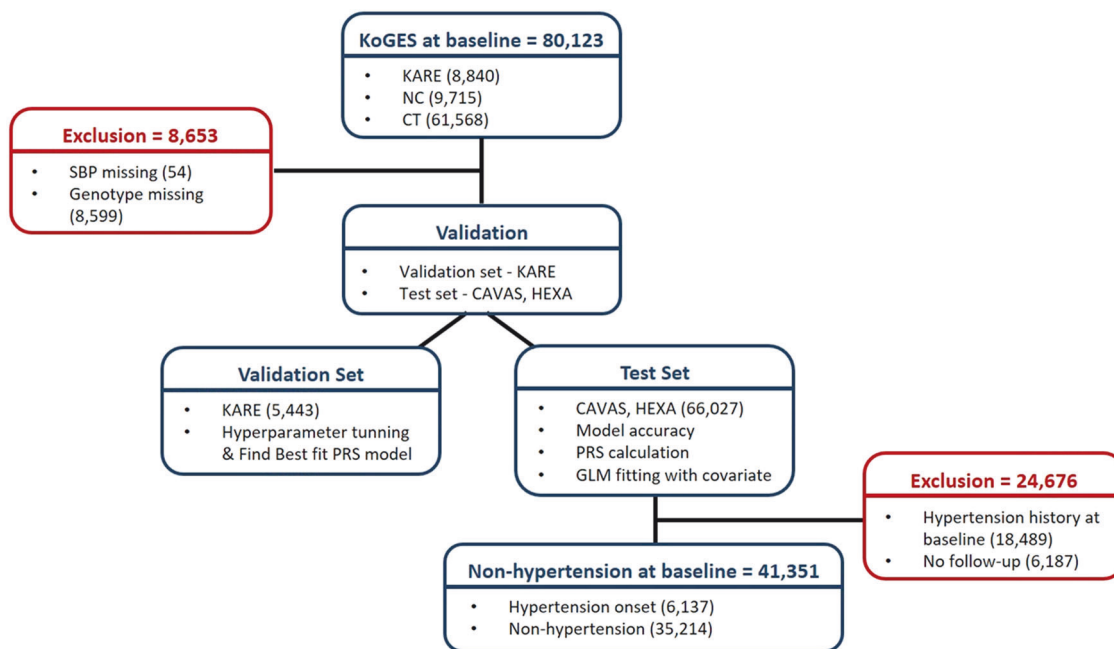 KoGES at baseline = 80,123
• KARE (8,840)
• NC (9,715)
• CT (61,568)
Exclusion = 8,653
• SBP missing (54)
• Genotype missing
(8,599)
Validation
• Validation set - KARE
• Test set - CAVAS, HEXA
Validation Set
• KARE (5,443)
• Hyperparameter tunning
& Find Best fit PRS model
Test Set
• CAVAS, HEXA (66,027)
• Model accuracy
• PRS calculation
• GLM fitting with covariate
Exclusion = 24,676
• Hypertension history at
baseline (18,489)
• No follow-up (6,187)
Non-hypertension at baseline = 41,351
• Hypertension onset (6,137)
• Non-hypertension (35,214)